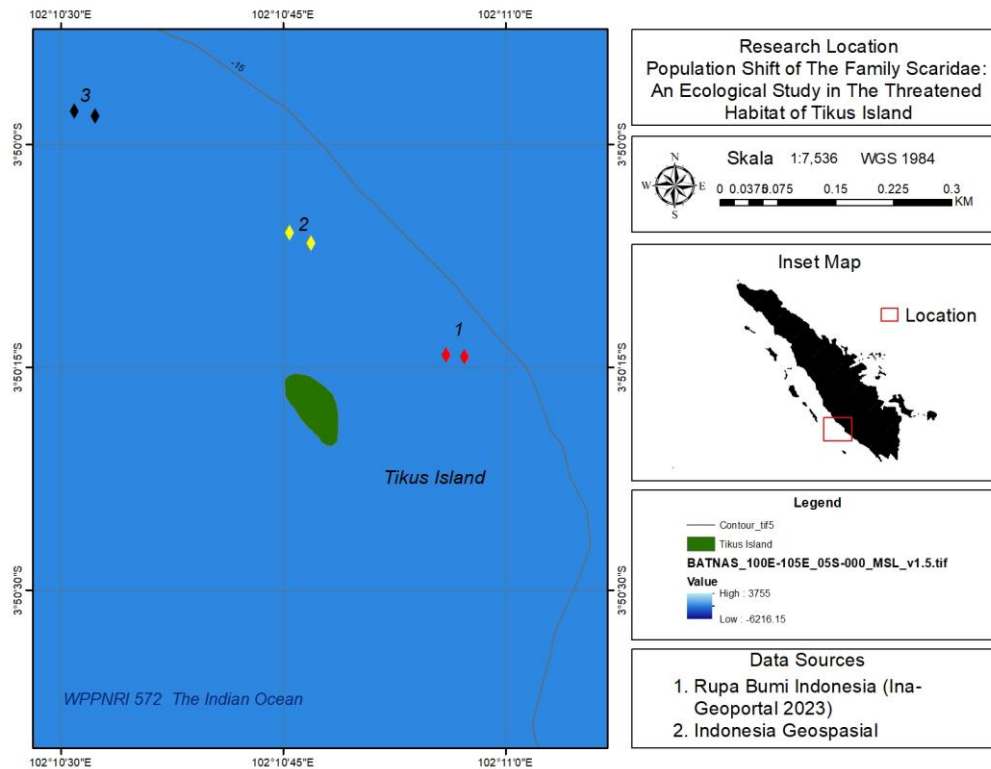 102°10'30"E 102°10'45"E 102°11'0"E
-15
3
3°50'0"S 3°50'0"S
2
1
3°50'15"S 3°50'15"S
Tikus Island
3°50'30"S 3°50'30"S
WPPNRI 572 The Indian Ocean
102°10'30"E 102°10'45"E 102°11'0"E
Research Location
Population Shift of The Family Scaridae:
An Ecological Study in The Threatened
Habitat of Tikus Island
N
W E
S
Skala 1:7,536 WGS 1984
0 0.0375 0.075 0.15 0.225 0.3
KM
Inset Map
Location
Legend
Contour_tif5
Tikus Island
BATNAS_100E-105E_05S-000_MSL_v1.5.tif
Value
High : 3755
Low : -6216.15
Data Sources
1. Rupa Bumi Indonesia (Ina-
Geoportal 2023)
2. Indonesia Geospasial